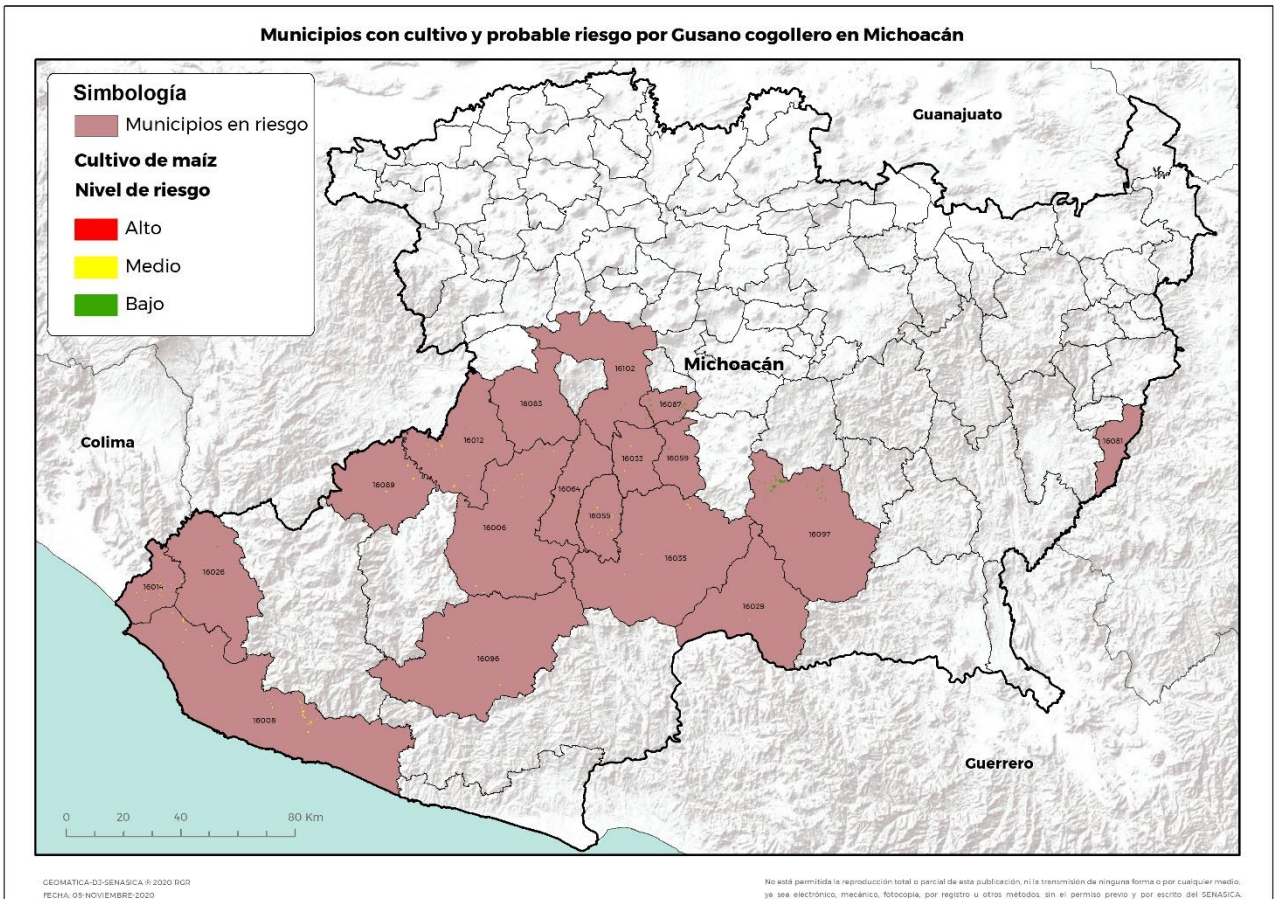 Municipios con cultivo y probable riesgo por Gusano cogollero en Michoacán
Simbología
Municipios en riesgo
Cultivo de maíz
Nivel de riesgo
Alto
Medio
Bajo
Guanajuato
Michoacán
Colima
Guerrero
16102
16083
16087
16012
16081
16033
16059
16089
16064
16055
16006
16035
16097
16026
16014
16029
16096
16008
0 20 40 80 Km
GEOMATICA-DJ-SENASICA ® 2020 RGR
FECHA: 09-NOVIEMBRE-2020
No está permitida la reproducción total o parcial de esta publicación, ni la transmisión de ninguna forma o por cualquier medio,
ya sea electrónico, mecánico, fotocopia, por registro u otros métodos, sin el permiso previo y por escrito del SENASICA.